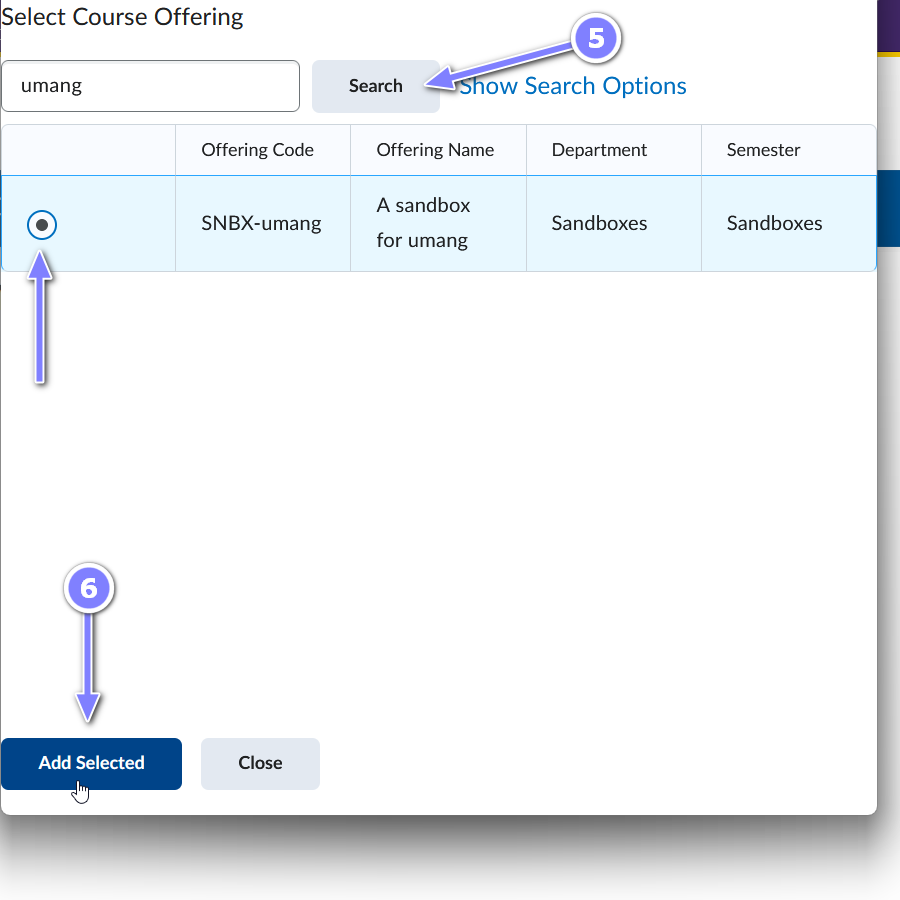 Select Course Offering
5
umang
Search
Show Search Options
Offering Code
Offering Name
Department
Semester
SNBX-umang
A sandbox
for umang
Sandboxes
Sandboxes
6
Add Selected
Close